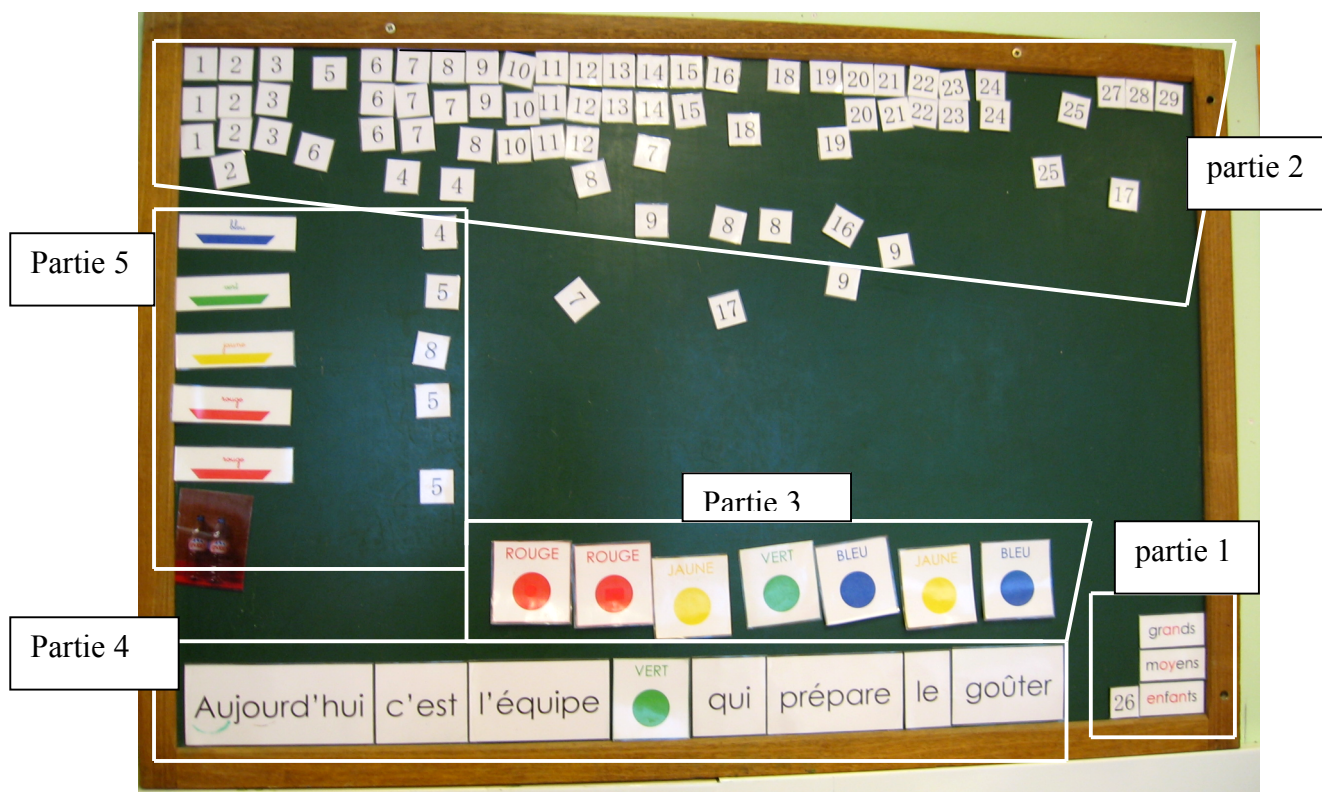 1 2 3 5 6 7 8 9 10 11 12 13 14 15 16 18 19 20 21 22 23 24 27 28 29
1 2 3 6 7 7 9 10 11 12 13 14 15 18 20 21 22 23 24 25
1 2 3 6 6 7 8 10 11 12 7 19
2 4 4 8 25 17
9 8 8 16 9
9
7 17
partie 2
Partie 5
bleu 4
vert 5
jaune 8
rouge 5
rouge 5
Partie 3
ROUGE ROUGE JAUNE VERT BLEU JAUNE BLEU
partie 1
grands
moyens
26 enfants
Partie 4
Aujourd'hui c'est l'équipe VERT qui prépare le goûter